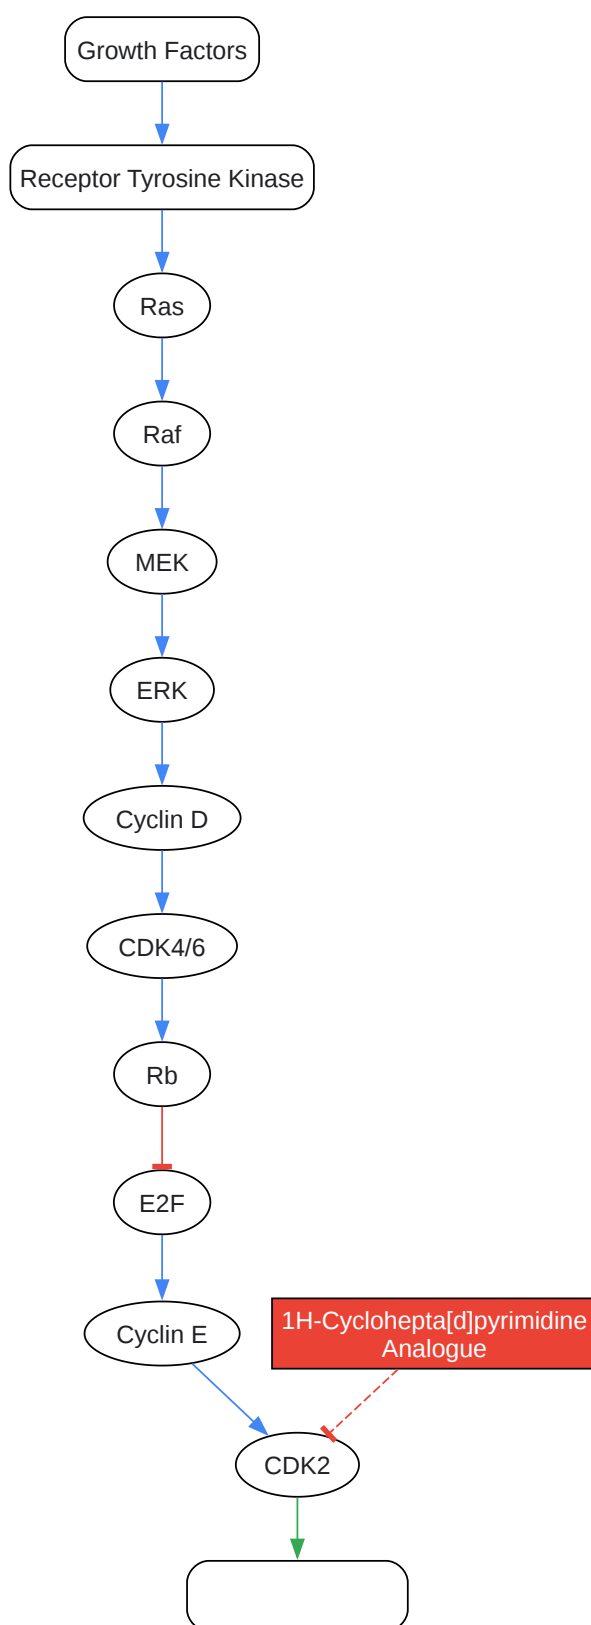 Growth Factors
Receptor Tyrosine Kinase
Ras
Raf
MEK
ERK
Cyclin D
CDK4/6
Rb
E2F
Cyclin E
1H-Cyclohepta[d]pyrimidine
Analogue
CDK2